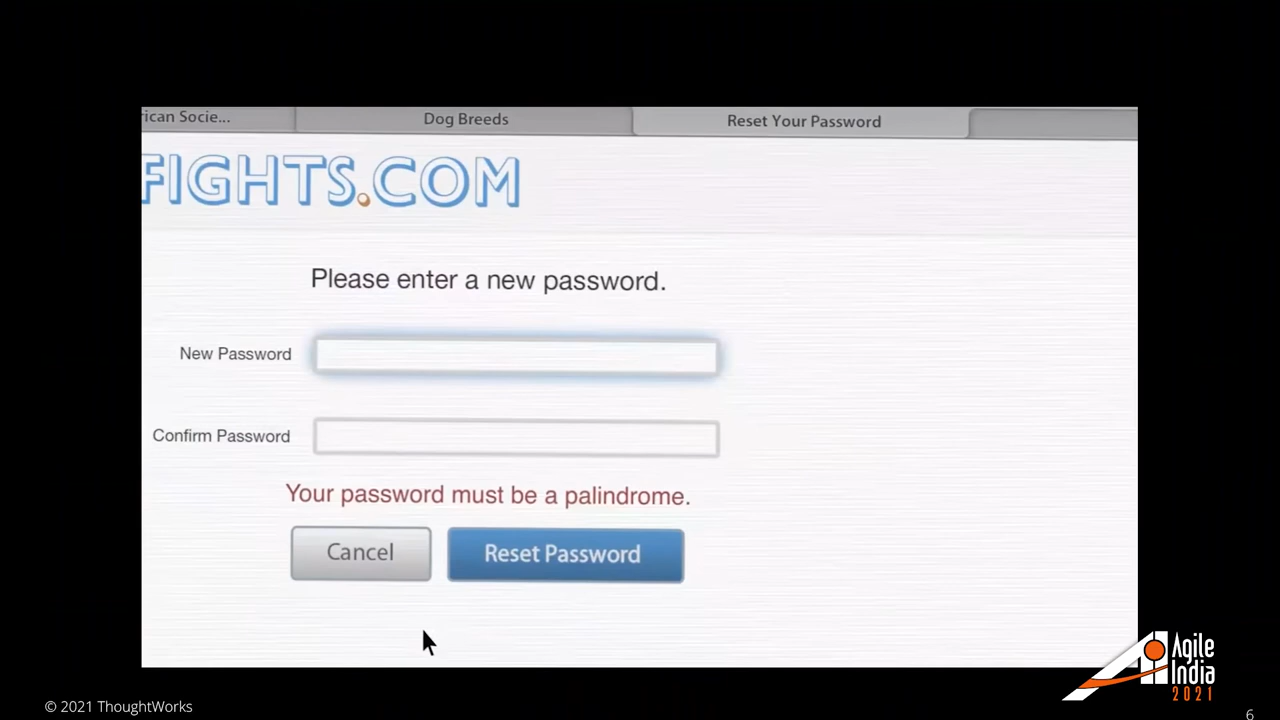 rican Socie...
Dog Breeds
Reset Your Password
FIGHTS.COM
Please enter a new password.
New Password
Confirm Password
Your password must be a palindrome.
Cancel
Reset Password
Agile
India
2021
© 2021 ThoughtWorks
6